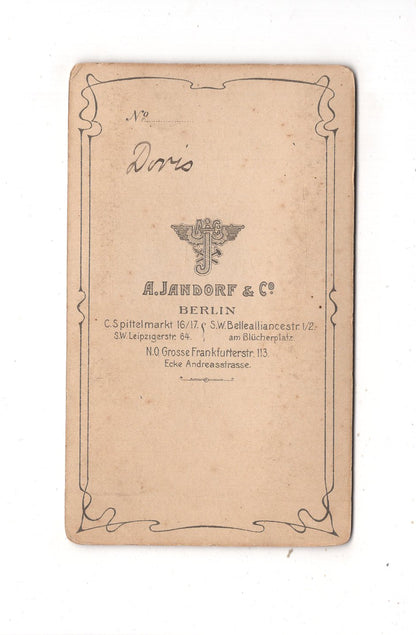 No
Doris
A & C
J
A. JANDORF & Co
BERLIN
C. Spittelmarkt 16/17. S.W. Bellealliancestr. 1/2.
S.W. Leipzigerstr. 64. am Blücherplatz
N.O. Grosse Frankfurterstr. 113.
Ecke Andreasstrasse.